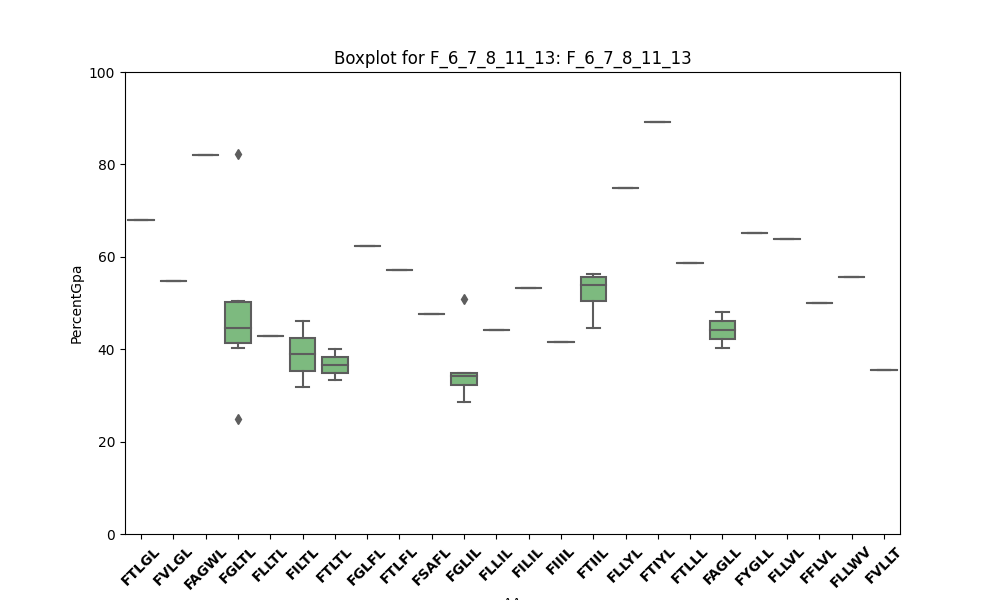 Boxplot for F_6_7_8_11_13: F_6_7_8_11_13
PercentGpa
100
80
60
40
20
0
FTLGL
FVLGL
FAGWL
FGLTL
FLLTL
FILTL
FTLTL
FGLFL
FTLFL
FSAFL
FGLIL
FLLIL
FILIL
FIIIL
FTIIL
FLLYL
FTIYL
FTLLL
FAGLL
FYGLL
FLLVL
FFLVL
FLLWV
FVLLT